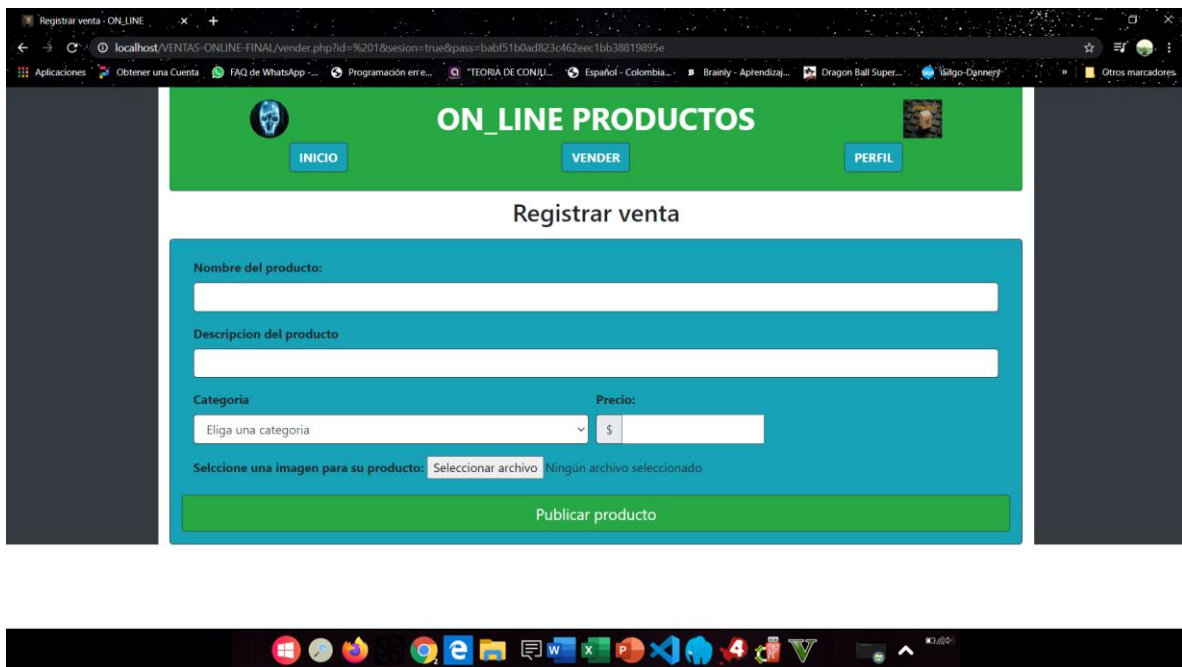 Registrar venta - ON_LINE
localhost/VENTAS-ONLINE-FINAL/vender.php?id=%201&sesion=true&pass=babf51b0ad823c462eec1bb38819895e
Aplicaciones Obtener una Cuenta FAQ de WhatsApp -... Programación en e... "TEORIA DE CONJU... Español - Colombia... Brainly - Aprendizaj... Dragon Ball Super... » Otros marcadores
ON_LINE PRODUCTOS
INICIO VENDER PERFIL
Registrar venta
Nombre del producto:
Descripcion del producto
Categoria Precio:
Eliga una categoria $
Selccione una imagen para su producto: Seleccionar archivo Ningún archivo seleccionado
Publicar producto